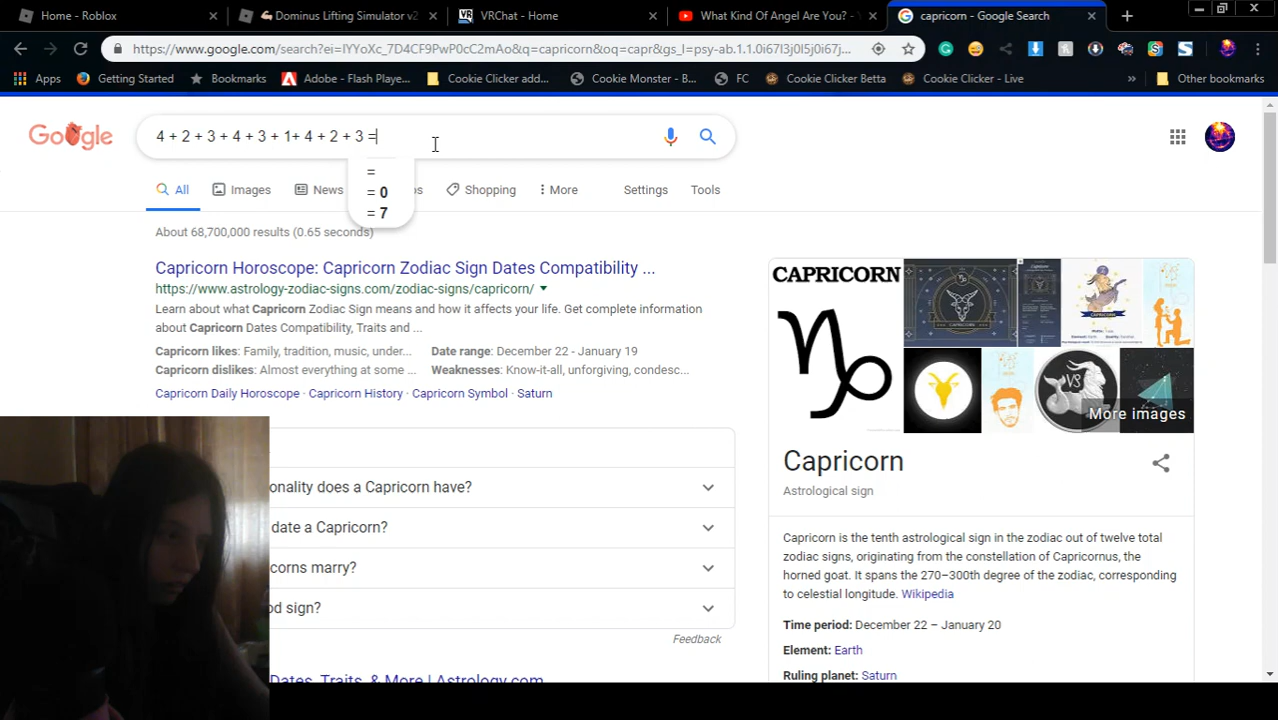 Home - Roblox
Dominus Lifting Simulator v2
VRChat - Home
What Kind Of Angel Are You? -
capricorn - Google Search
https://www.google.com/search?ei=IYYoXc_7D4CF9PwP0cC2mAo&q=capricorn&oq=capr&gs_l=psy-ab.1.1.0i67l3j0l5j0i67j...
Apps
Getting Started
Bookmarks
Adobe - Flash Playe...
Cookie Clicker add...
Cookie Monster - B...
FC
Cookie Clicker Betta
Cookie Clicker - Live
»
Other bookmarks
Google
4 + 2 + 3 + 4 + 3 + 1+ 4 + 2 + 3 =
=
= 0
= 7
All
Images
News
Shopping
More
Settings
Tools
About 68,700,000 results (0.65 seconds)
Capricorn Horoscope: Capricorn Zodiac Sign Dates Compatibility ...
https://www.astrology-zodiac-signs.com/zodiac-signs/capricorn/
Learn about what Capricorn Zodiac Sign means and how it affects your life. Get complete information
about Capricorn Dates Compatibility, Traits and ...
Capricorn likes: Family, tradition, music, under...
Date range: December 22 - January 19
Capricorn dislikes: Almost everything at some ...
Weaknesses: Know-it-all, unforgiving, condesc...
Capricorn Daily Horoscope · Capricorn History · Capricorn Symbol · Saturn
onality does a Capricorn have?
date a Capricorn?
corns marry?
od sign?
Feedback
Dates, Traits, & More | Astrology.com
CAPRICORN
More images
Capricorn
Astrological sign
Capricorn is the tenth astrological sign in the zodiac out of twelve total
zodiac signs, originating from the constellation of Capricornus, the
horned goat. It spans the 270–300th degree of the zodiac, corresponding
to celestial longitude. Wikipedia
Time period: December 22 – January 20
Element: Earth
Ruling planet: Saturn